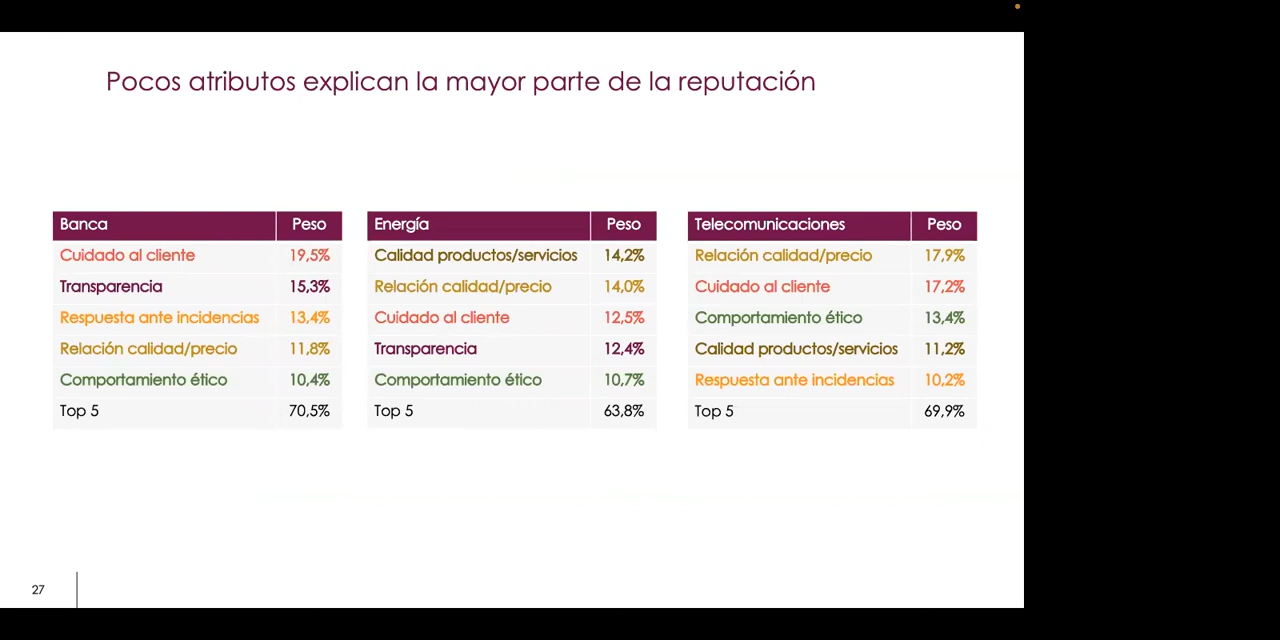 Pocos atributos explican la mayor parte de la reputación
Banca Peso
Cuidado al cliente 19,5%
Transparencia 15,3%
Respuesta ante incidencias 13,4%
Relación calidad/precio 11,8%
Comportamiento ético 10,4%
Top 5 70,5%
Energía Peso
Calidad productos/servicios 14,2%
Relación calidad/precio 14,0%
Cuidado al cliente 12,5%
Transparencia 12,4%
Comportamiento ético 10,7%
Top 5 63,8%
Telecomunicaciones Peso
Relación calidad/precio 17,9%
Cuidado al cliente 17,2%
Comportamiento ético 13,4%
Calidad productos/servicios 11,2%
Respuesta ante incidencias 10,2%
Top 5 69,9%
27